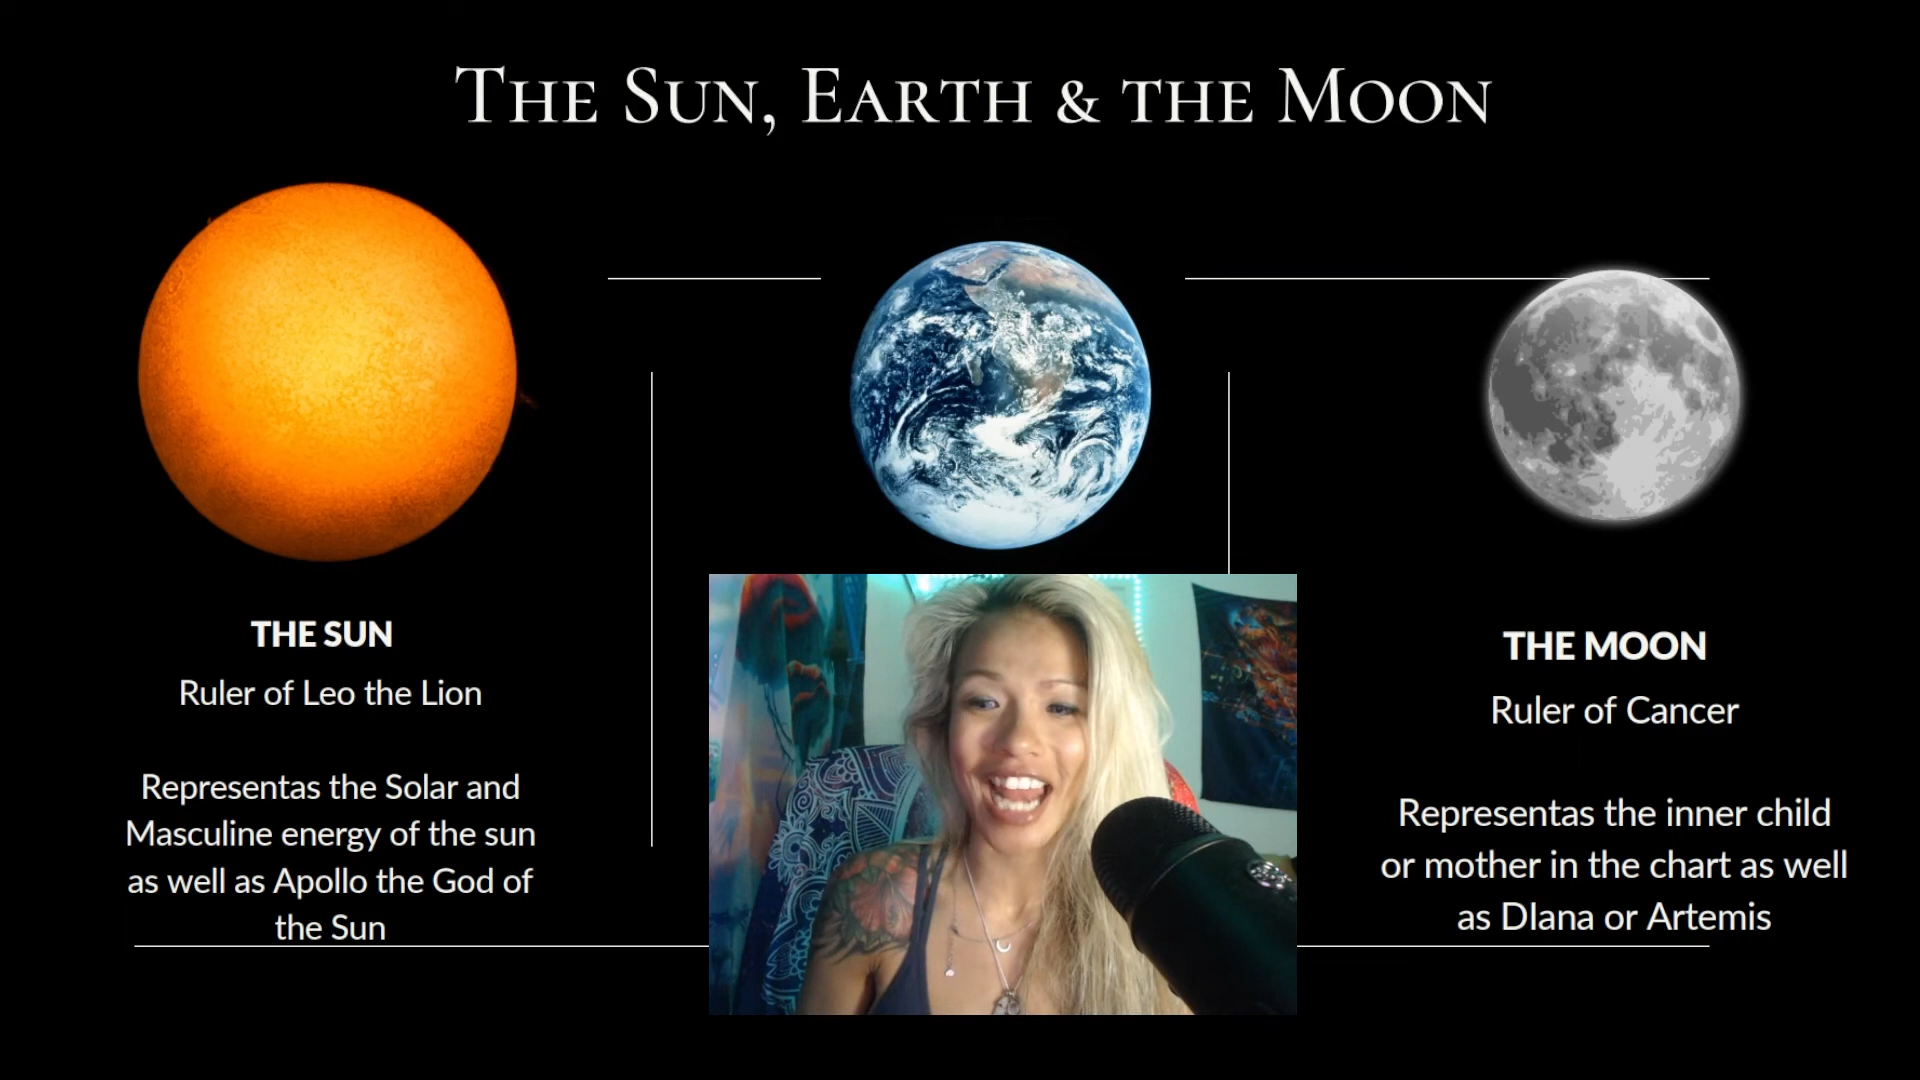 The Sun, Earth & the Moon
THE SUN
Ruler of Leo the Lion
Representas the Solar and
Masculine energy of the sun
as well as Apollo the God of
the Sun
THE MOON
Ruler of Cancer
Representas the inner child
or mother in the chart as well
as DIana or Artemis